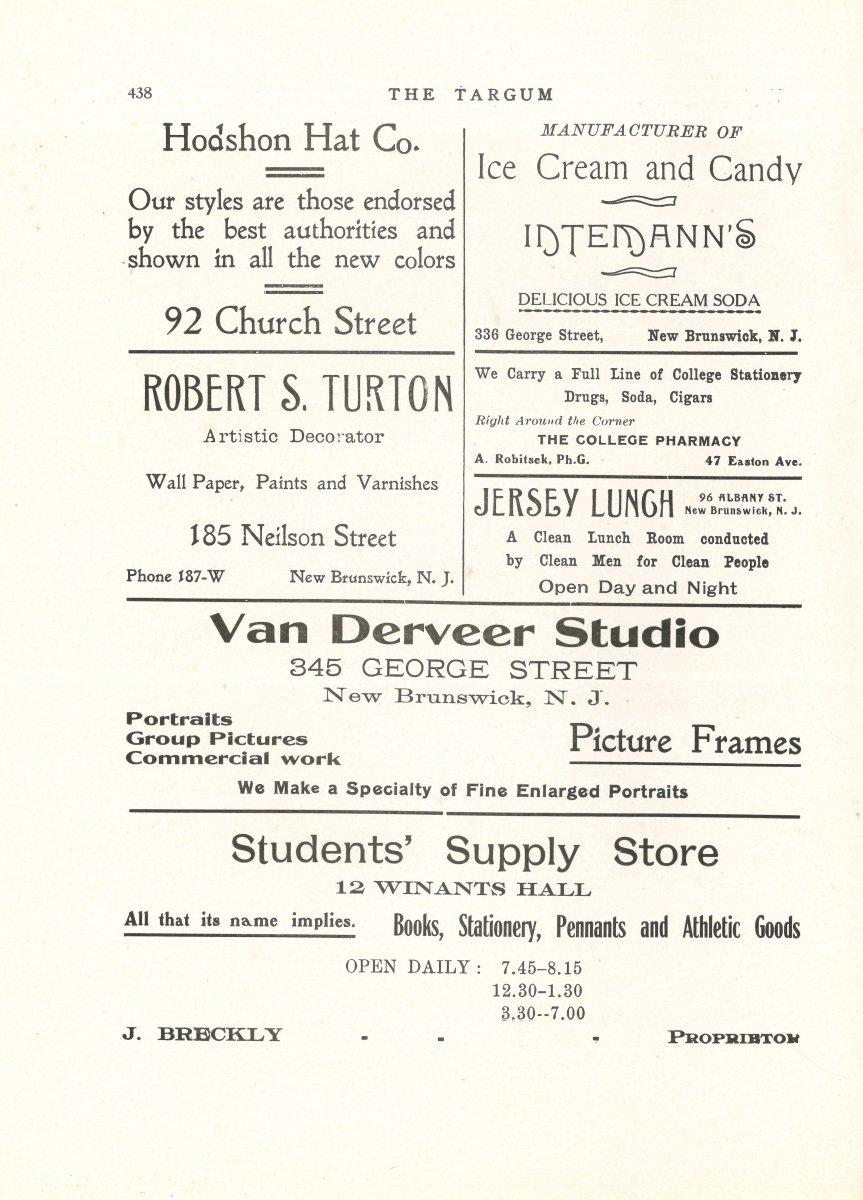 438
THE TARGUM
Hodshon Hat Co.
Our styles are those endorsed
by the best authorities and
shown in all the new colors
92 Church Street
ROBERT S. TURTON
Artistic Decorator
Wall Paper, Paints and Varnishes
185 Neilson Street
Phone 187-W New Brunswick, N. J.
MANUFACTURER OF
Ice Cream and Candy
INTEMANN'S
DELICIOUS ICE CREAM SODA
336 George Street, New Brunswick, N. J.
We Carry a Full Line of College Stationery
Drugs, Soda, Cigars
Right Around the Corner
THE COLLEGE PHARMACY
A. Robitsek, Ph.G. 47 Easton Ave.
JERSEY LUNCH 96 ALBANY ST.
New Brunswick, N. J.
A Clean Lunch Room conducted
by Clean Men for Clean People
Open Day and Night
Van Derveer Studio
345 GEORGE STREET
New Brunswick, N. J.
Portraits
Group Pictures
Commercial work
Picture Frames
We Make a Specialty of Fine Enlarged Portraits
Students' Supply Store
12 WINANTS HALL
All that its name implies. Books, Stationery, Pennants and Athletic Goods
OPEN DAILY: 7.45–8.15
12.30–1.30
3.30--7.00
J. BRECKLY - - - PROPRIETOR